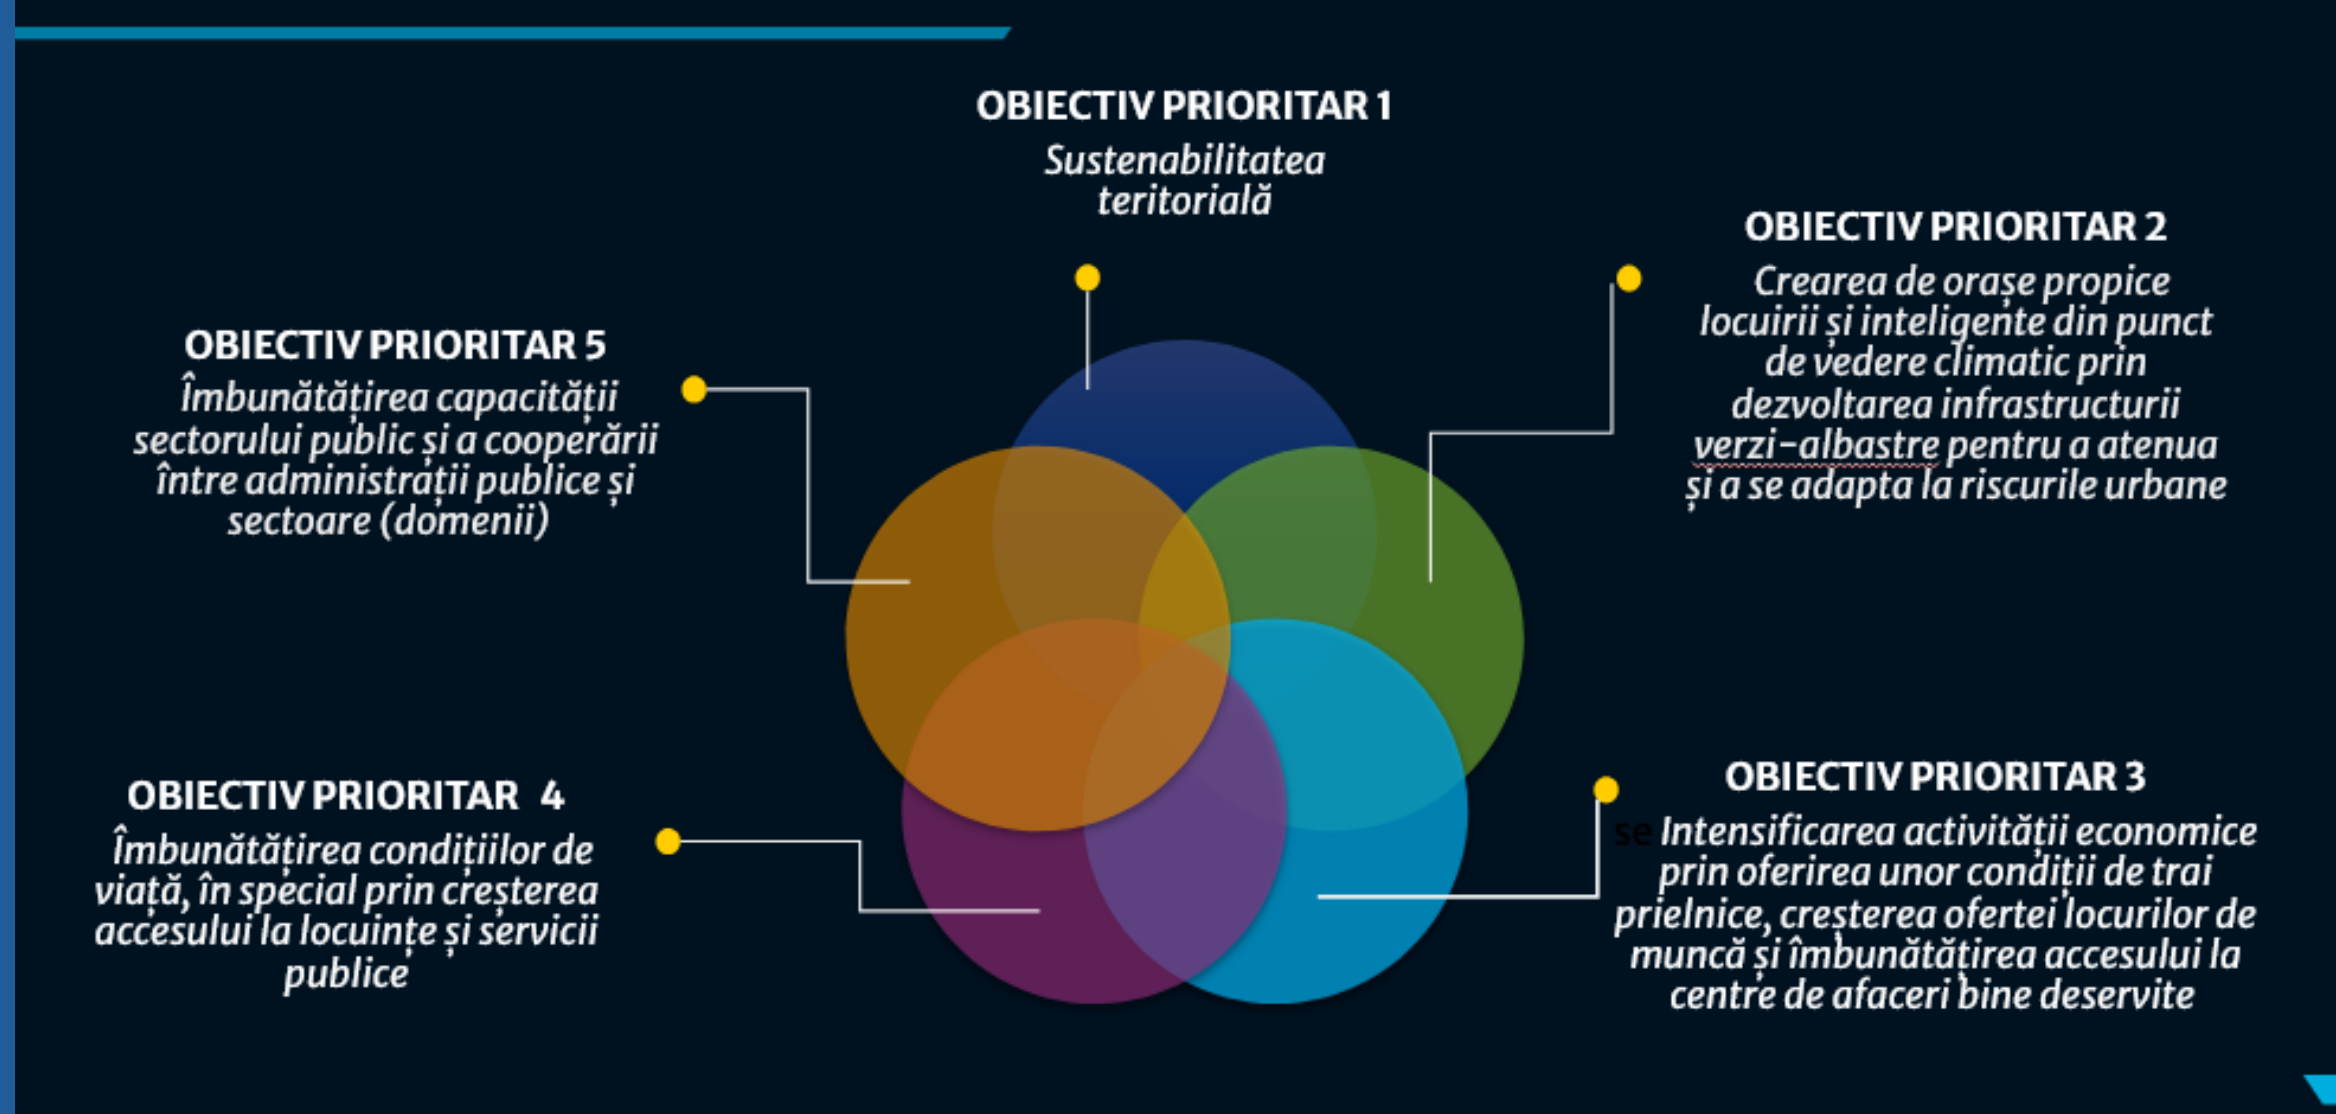 OBIECTIV PRIORITAR 1
Sustenabilitatea
teritorială
OBIECTIV PRIORITAR 2
Crearea de orașe propice
locuirii și inteligente din punct
de vedere climatic prin
dezvoltarea infrastructurii
verzi-albastre pentru a atenua
și a se adapta la riscurile urbane
OBIECTIV PRIORITAR 3
se Intensificarea activității economice
prin oferirea unor condiții de trai
prielnice, creșterea ofertei locurilor de
muncă și îmbunătățirea accesului la
centre de afaceri bine deservite
OBIECTIV PRIORITAR 4
Îmbunătățirea condițiilor de
viață, în special prin creșterea
accesului la locuințe și servicii
publice
OBIECTIV PRIORITAR 5
Îmbunătățirea capacității
sectorului public și a cooperării
între administrații publice și
sectoare (domenii)